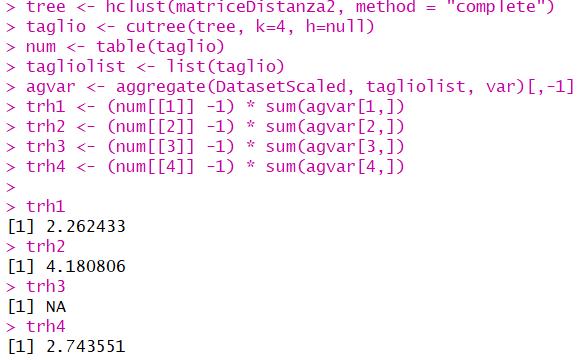 > tree <- hclust(matriceDistanza2, method = "complete")
> taglio <- cutree(tree, k=4, h=null)
> num <- table(taglio)
> tagliolist <- list(taglio)
> agvar <- aggregate(DatasetScaled, tagliolist, var)[,-1]
> trh1 <- (num[[1]] -1) * sum(agvar[1,])
> trh2 <- (num[[2]] -1) * sum(agvar[2,])
> trh3 <- (num[[3]] -1) * sum(agvar[3,])
> trh4 <- (num[[4]] -1) * sum(agvar[4,])
>
> trh1
[1] 2.262433
> trh2
[1] 4.180806
> trh3
[1] NA
> trh4
[1] 2.743551